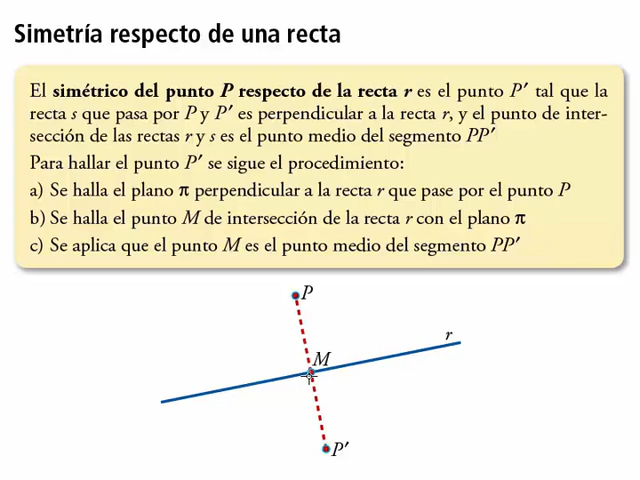 Simetría respecto de una recta
El simétrico del punto P respecto de la recta r es el punto P′ tal que la
recta s que pasa por P y P′ es perpendicular a la recta r, y el punto de inter-
sección de las rectas r y s es el punto medio del segmento PP′
Para hallar el punto P′ se sigue el procedimiento:
a) Se halla el plano π perpendicular a la recta r que pase por el punto P
b) Se halla el punto M de intersección de la recta r con el plano π
c) Se aplica que el punto M es el punto medio del segmento PP′
P
r
M
P′